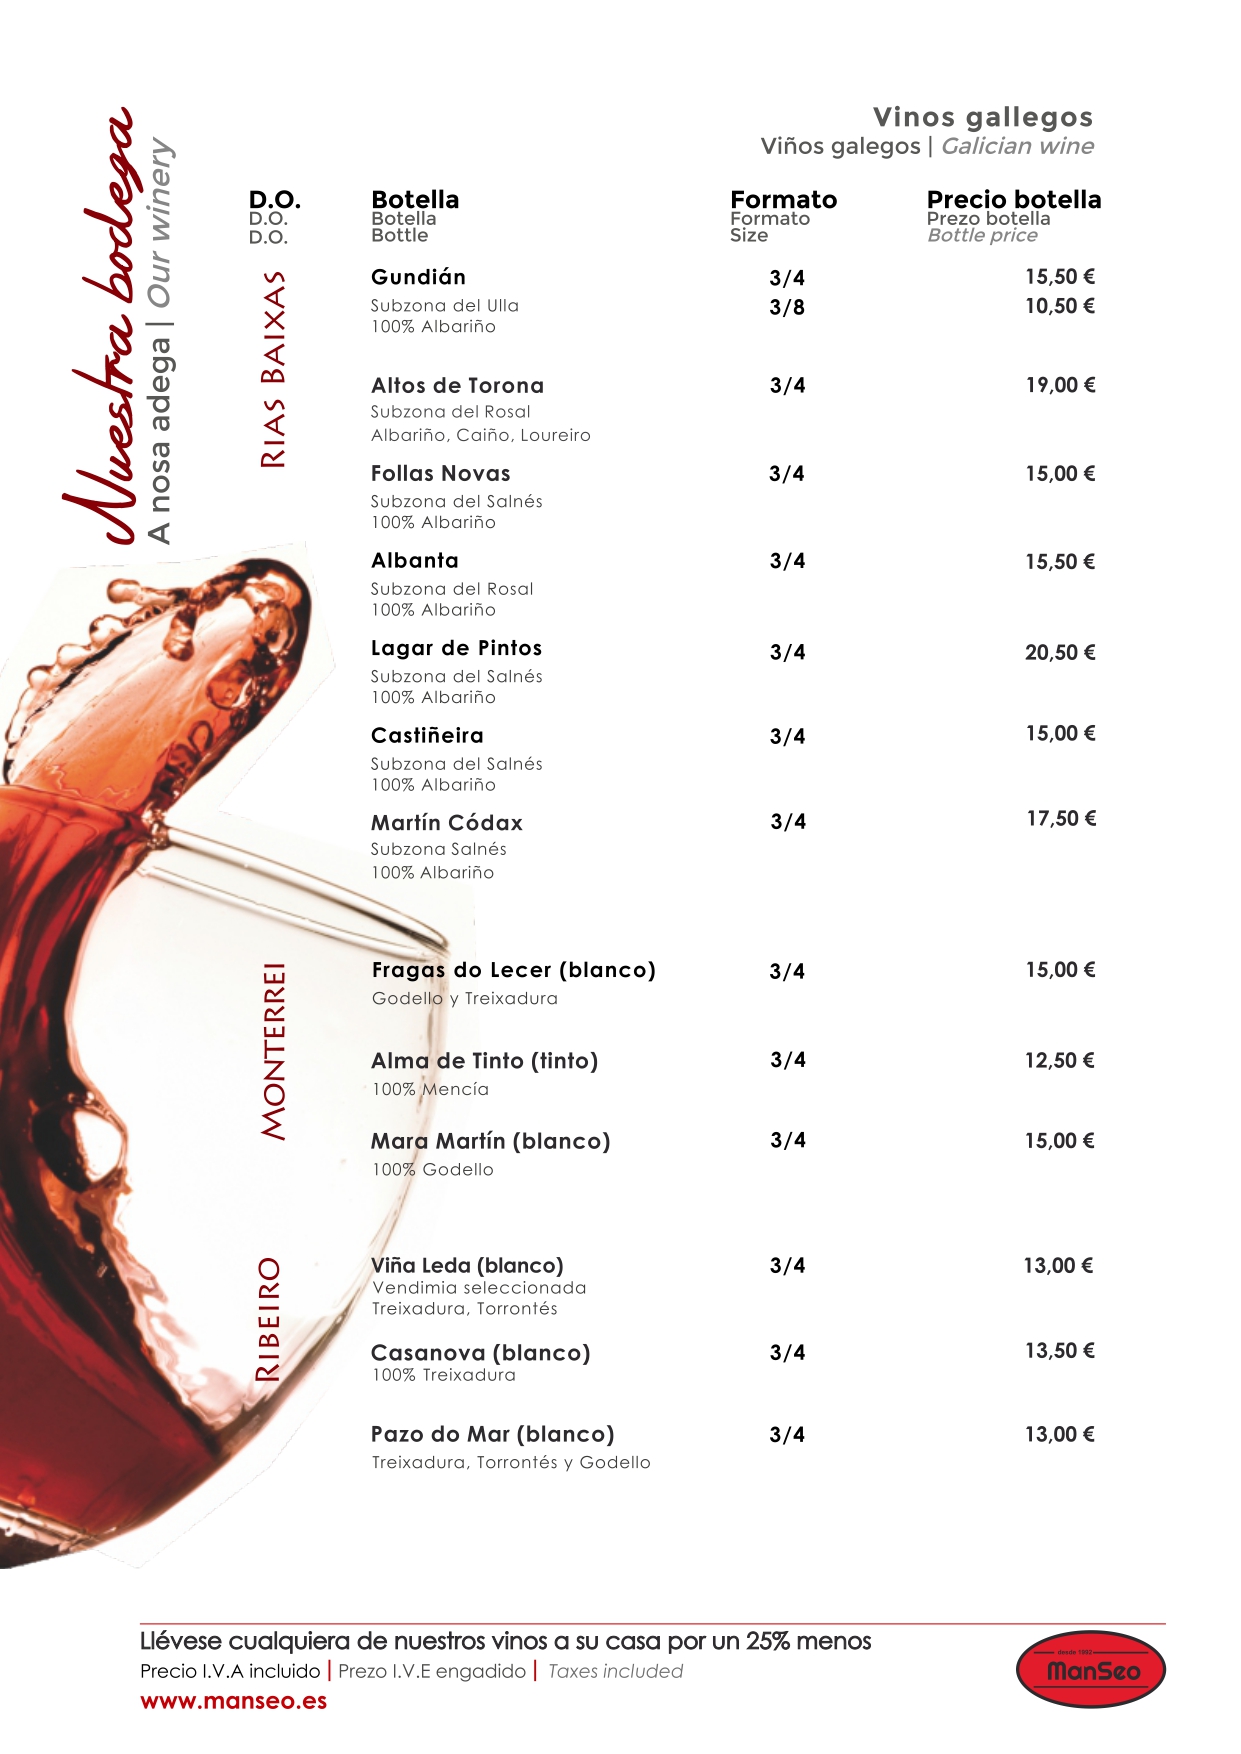 Nuestra bodega
A nosa adega | Our winery
Vinos gallegos
Viños galegos | Galician wine
D.O. Botella Formato Precio botella
D.O. Botella Formato Prezo botella
D.O. Bottle Size Bottle price
RIAS BAIXAS
Gundián 3/4 15,50 €
Subzona del Ulla 3/8 10,50 €
100% Albariño
Altos de Torona 3/4 19,00 €
Subzona del Rosal
Albariño, Caiño, Loureiro
Follas Novas 3/4 15,00 €
Subzona del Salnés
100% Albariño
Albanta 3/4 15,50 €
Subzona del Rosal
100% Albariño
Lagar de Pintos 3/4 20,50 €
Subzona del Salnés
100% Albariño
Castiñeira 3/4 15,00 €
Subzona del Salnés
100% Albariño
Martín Códax 3/4 17,50 €
Subzona Salnés
100% Albariño
MONTERREI
Fragas do Lecer (blanco) 3/4 15,00 €
Godello y Treixadura
Alma de Tinto (tinto) 3/4 12,50 €
100% Mencía
Mara Martín (blanco) 3/4 15,00 €
100% Godello
RIBEIRO
Viña Leda (blanco) 3/4 13,00 €
Vendimia seleccionada
Treixadura, Torrontés
Casanova (blanco) 3/4 13,50 €
100% Treixadura
Pazo do Mar (blanco) 3/4 13,00 €
Treixadura, Torrontés y Godello
Llévese cualquiera de nuestros vinos a su casa por un 25% menos
Precio I.V.A incluido | Prezo I.V.E engadido | Taxes included
www.manseo.es
desde 1982
ManSeo